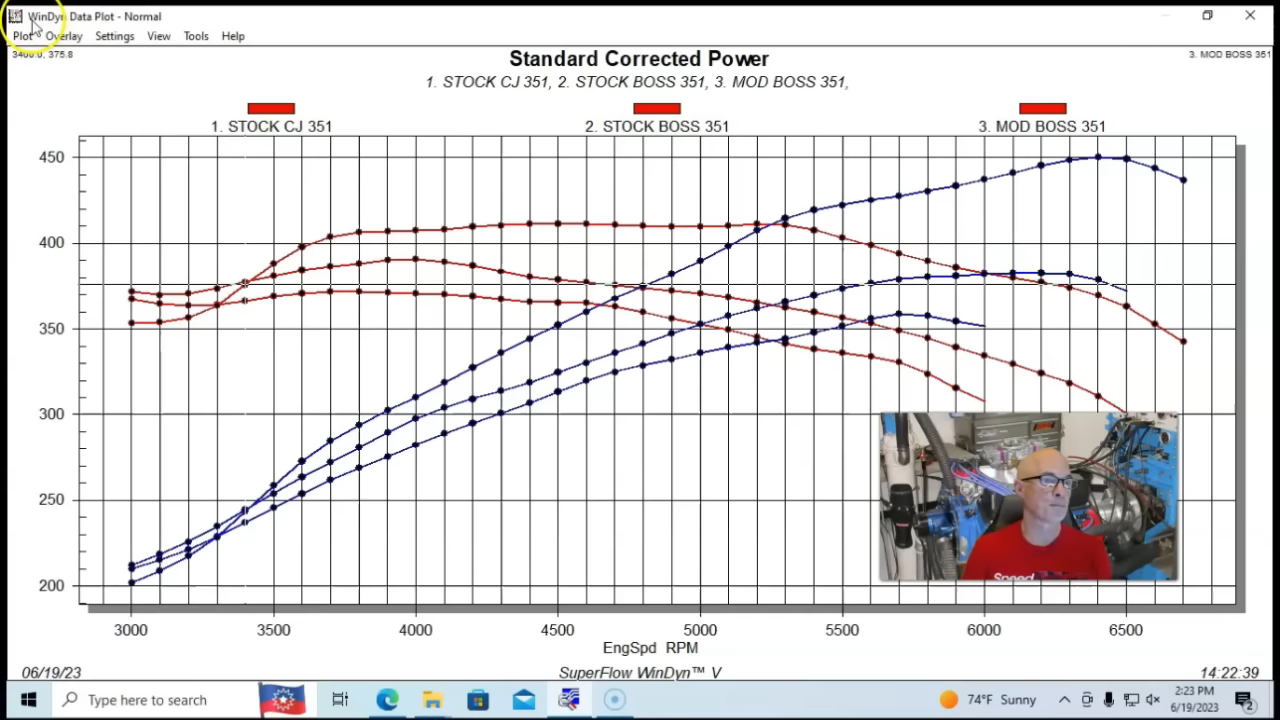 WinDyn Data Plot - Normal
Plot Overlay Settings View Tools Help
3400.0, 375.8
3. MOD BOSS 351
Standard Corrected Power
1. STOCK CJ 351, 2. STOCK BOSS 351, 3. MOD BOSS 351,
1. STOCK CJ 351
2. STOCK BOSS 351
3. MOD BOSS 351
450
400
350
300
250
200
3000 3500 4000 4500 5000 5500 6000 6500
EngSpd RPM
Speed
06/19/23
SuperFlow WinDyn™ V
14:22:39
Type here to search
74°F Sunny
2:23 PM
6/19/2023
2